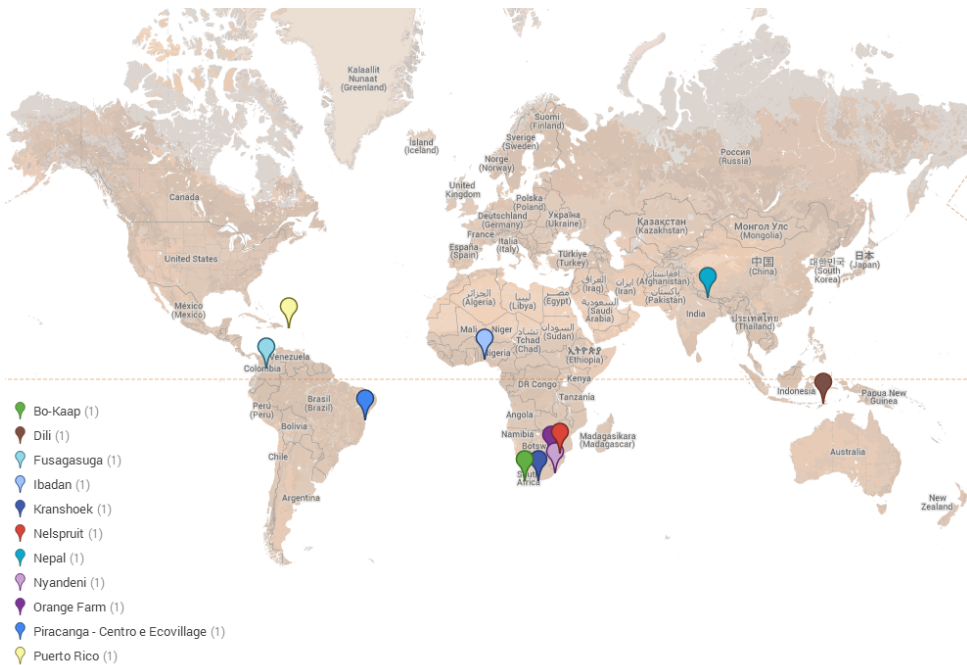 Kalaallit
Nunaat
(Greenland)
Ísland
(Iceland)
Suomi
(Finland)
Sverige
(Sweden)
Norge
(Norway)
Россия
(Russia)
Canada
United
Kingdom
Polska
(Poland)
Deutschland
(Germany)
Україна
(Ukraine)
France
Italia
(Italy)
España
(Spain)
Türkiye
(Turkey)
Қазақстан
(Kazakhstan)
Монгол Улс
(Mongolia)
中国
(China)
대한민국
(South
Korea)
日本
(Japan)
United States
México
(Mexico)
الجزائر
(Algeria)
ليبيا
(Libya)
مصر
(Egypt)
العراق
(Iraq)
ایران
(Iran)
السعودية
(Saudi
Arabia)
افغانستان
(Afghanistan)
پاکستان
(Pakistan)
India
ประเทศไทย
(Thailand)
Mali
Niger
Tchad
(Chad)
السودان
(Sudan)
Nigeria
ኢትዮጵያ
(Ethiopia)
Venezuela
Colombia
DR Congo
Kenya
Tanzania
Indonesia
Papua New
Guinea
Perú
(Peru)
Brasil
(Brazil)
Bolivia
Angola
Namibia
Botsw
Madagasikara
(Madagascar)
Chile
South
Africa
Australia
Argentina
New
Zealand
Bo-Kaap (1)
Dili (1)
Fusagasuga (1)
Ibadan (1)
Kranshoek (1)
Nelspruit (1)
Nepal (1)
Nyandeni (1)
Orange Farm (1)
Piracanga - Centro e Ecovillage (1)
Puerto Rico (1)